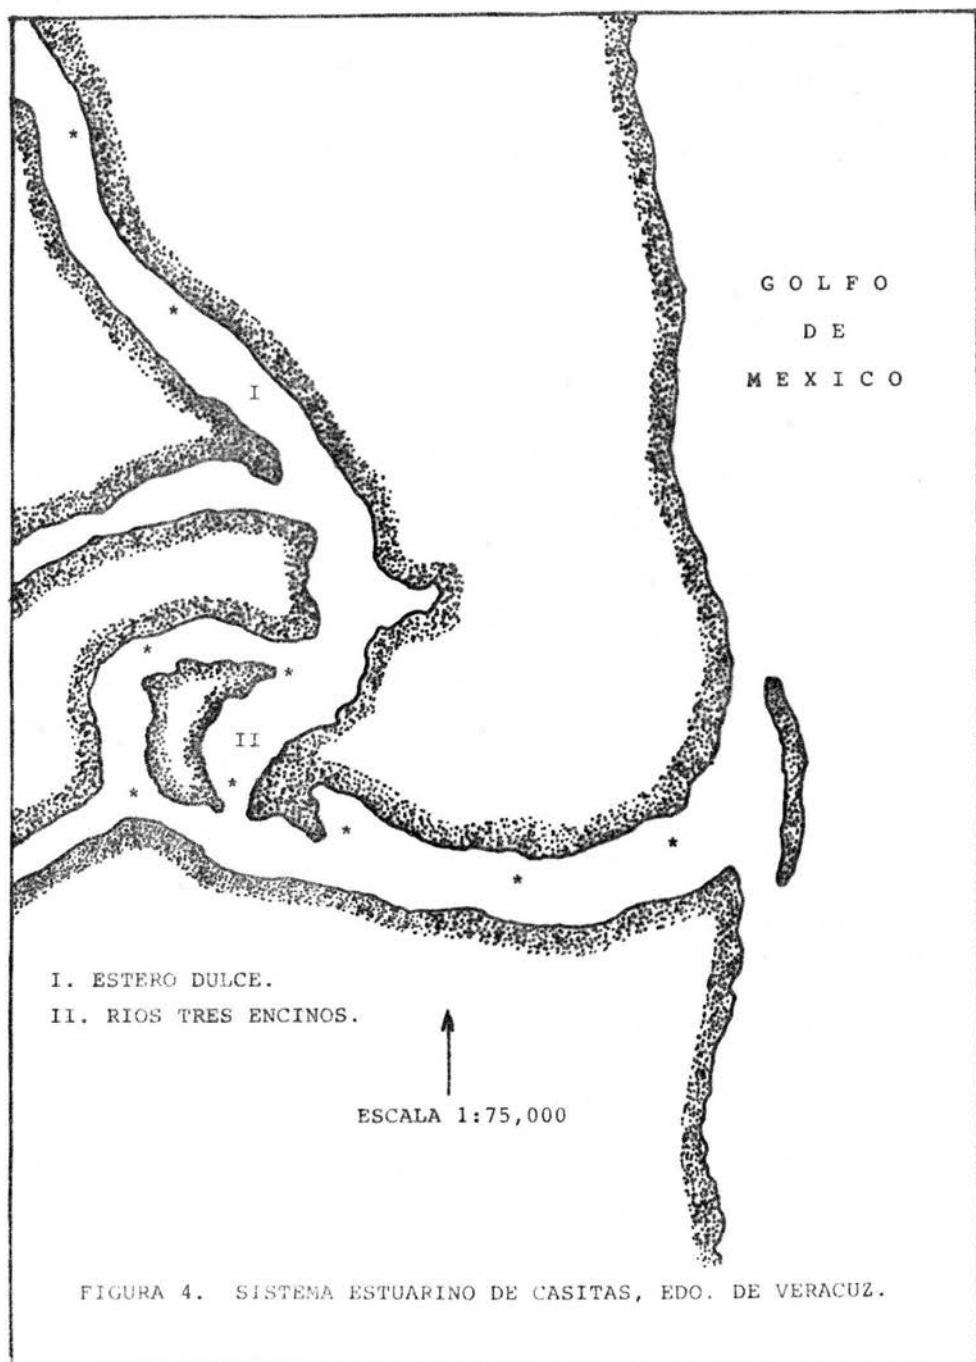 GOLFO
DE
MEXICO
I
II
I. ESTERO DULCE.
II. RIOS TRES ENCINOS.
ESCALA 1:75,000
FIGURA 4. SISTEMA ESTUARINO DE CASITAS, EDO. DE VERACUZ.